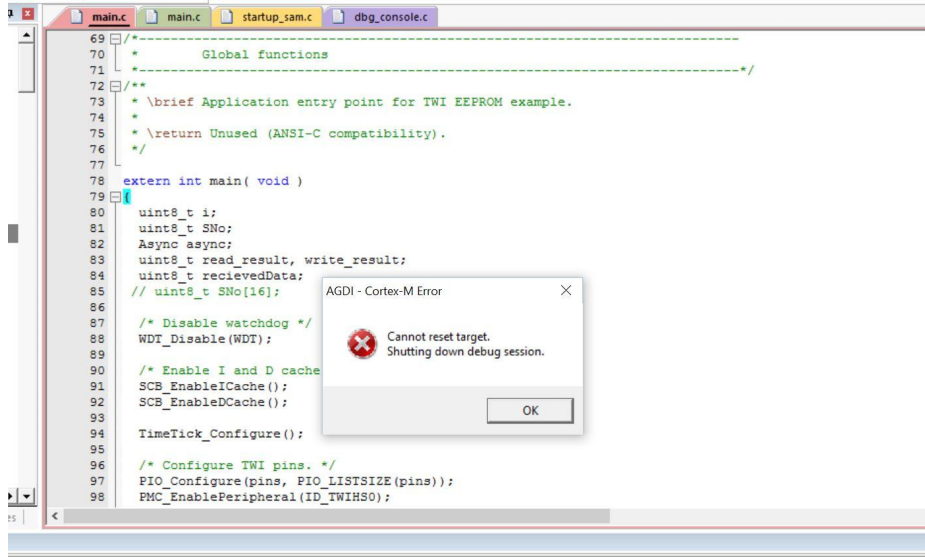 main.c main.c startup_sam.c dbg_console.c
69 /*---------------------------------------------------------------------------
70 * Global functions
71 *---------------------------------------------------------------------------*/
72 /**
73 * \brief Application entry point for TWI EEPROM example.
74 *
75 * \return Unused (ANSI-C compatibility).
76 */
77
78 extern int main( void )
79 {
80 uint8_t i;
81 uint8_t SNo;
82 Async async;
83 uint8_t read_result, write_result;
84 uint8_t recievedData;
85 // uint8_t SNo[16];
86
87 /* Disable watchdog */
88 WDT_Disable(WDT);
89
90 /* Enable I and D cache
91 SCB_EnableICache();
92 SCB_EnableDCache();
93
94 TimeTick_Configure();
95
96 /* Configure TWI pins. */
97 PIO_Configure(pins, PIO_LISTSIZE(pins));
98 PMC_EnablePeripheral(ID_TWIHS0);
AGDI - Cortex-M Error
Cannot reset target.
Shutting down debug session.
OK